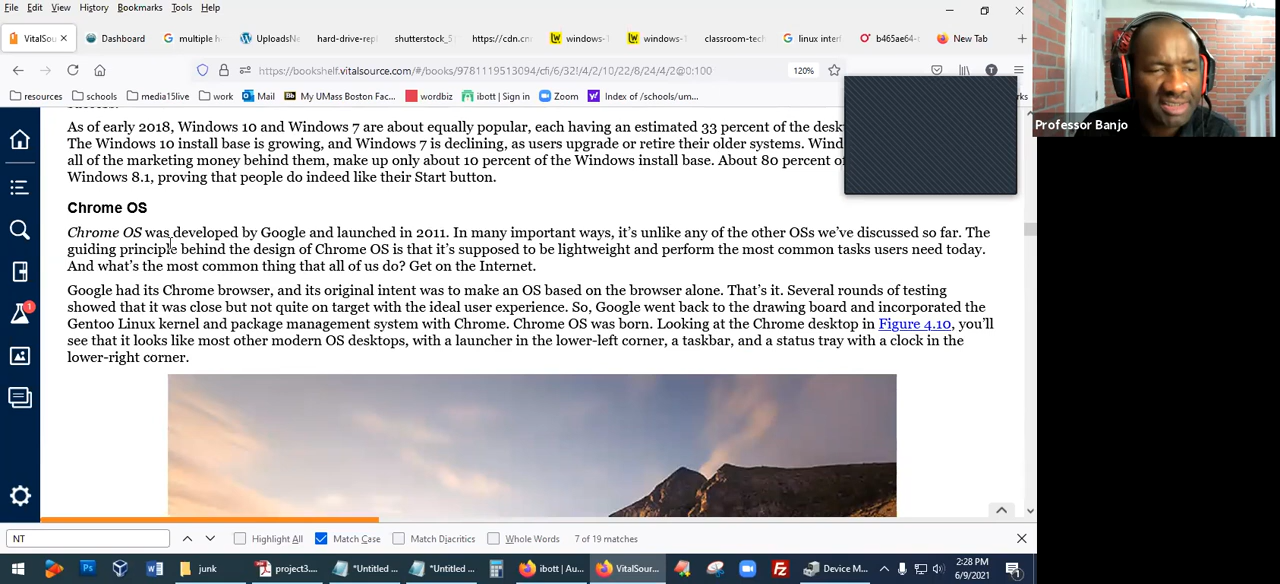 File Edit View History Bookmarks Tools Help
VitalSo Dashboard multiple h UploadsNe hard-drive-repl shutterstock_5 https://cdn.cn windows- windows- classroom-tech linux interf b465ae64- New Tab
https://bookshelf.vitalsource.com/#/books/9781119513094/cfi/6/32!/4/2/10/22/8/24/4/2@0:100 120%
resources schools media15live work Mail My UMass Boston Fac... wordbiz ibott | Sign in Zoom Index of /schools/um... rks
Professor Banjo
As of early 2018, Windows 10 and Windows 7 are about equally popular, each having an estimated 33 percent of the desk
The Windows 10 install base is growing, and Windows 7 is declining, as users upgrade or retire their older systems. Wind
all of the marketing money behind them, make up only about 10 percent of the Windows install base. About 80 percent o
Windows 8.1, proving that people do indeed like their Start button.
Chrome OS
Chrome OS was developed by Google and launched in 2011. In many important ways, it's unlike any of the other OSs we've discussed so far. The
guiding principle behind the design of Chrome OS is that it's supposed to be lightweight and perform the most common tasks users need today.
And what's the most common thing that all of us do? Get on the Internet.
Google had its Chrome browser, and its original intent was to make an OS based on the browser alone. That's it. Several rounds of testing
showed that it was close but not quite on target with the ideal user experience. So, Google went back to the drawing board and incorporated the
Gentoo Linux kernel and package management system with Chrome. Chrome OS was born. Looking at the Chrome desktop in Figure 4.10, you'll
see that it looks like most other modern OS desktops, with a launcher in the lower-left corner, a taskbar, and a status tray with a clock in the
lower-right corner.
NT Highlight All Match Case Match Diacritics Whole Words 7 of 19 matches
junk project3.... *Untitled ... *Untitled ... ibott | Au... VitalSour... Device M... 2:28 PM
6/9/2021